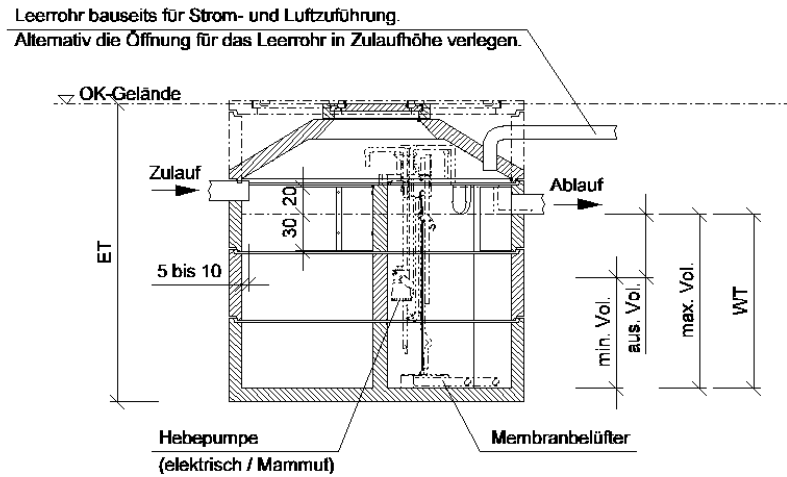 Leerrohr bauseits für Strom- und Luftzuführung.
Alternativ die Öffnung für das Leerrohr in Zulaufhöhe verlegen.
OK-Gelände
Zulauf
Ablauf
20
30
ET
5 bis 10
min. Vol.
aus. Vol.
max. Vol.
WT
Hebepumpe
(elektrisch / Mammut)
Membranbelüfter